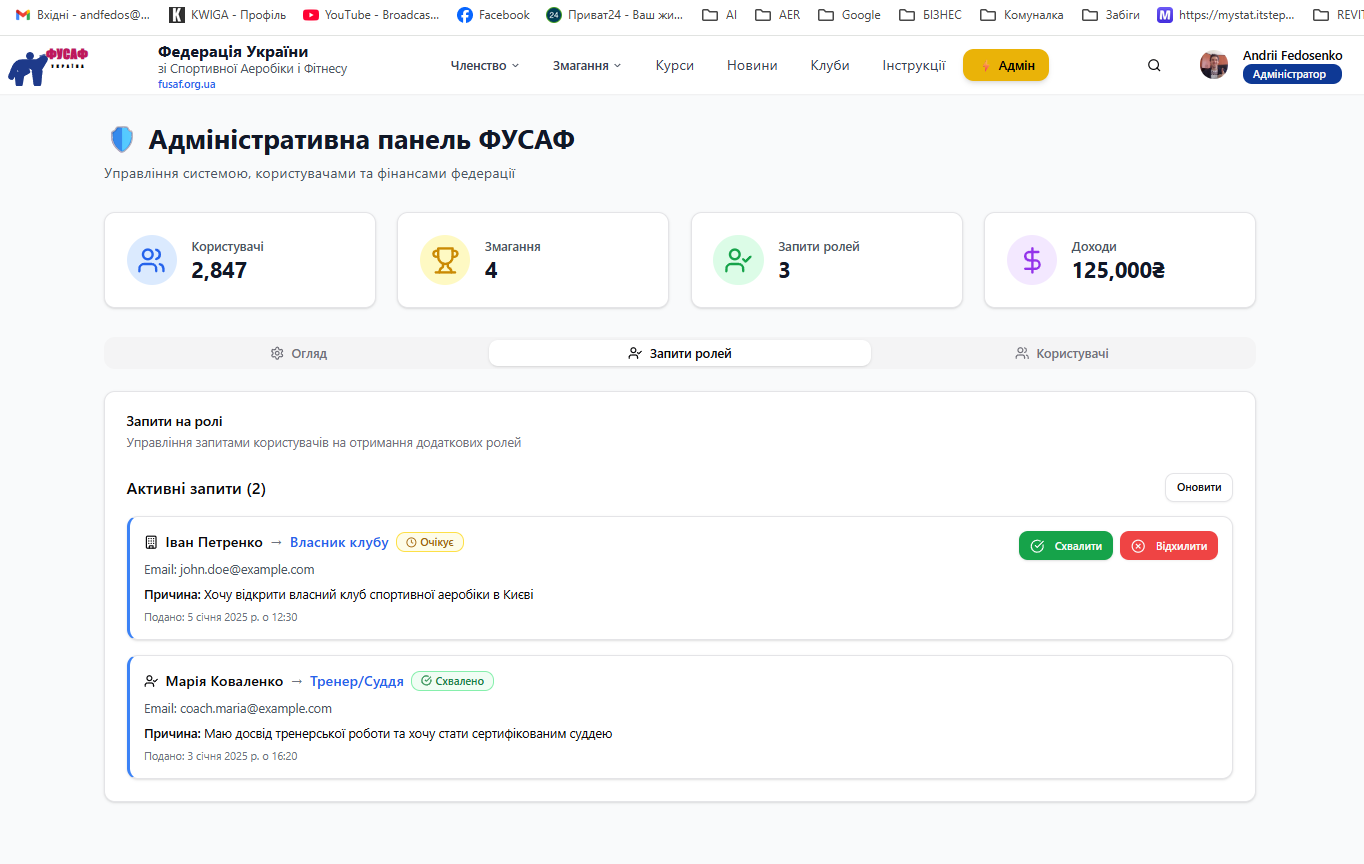 Вхідні - andfedos@...
KWIGA - Профіль
YouTube - Broadcas...
Facebook
24 Приват24 - Ваш жи...
AI
AER
Google
БІЗНЕС
Комуналка
Забіги
https://mystat.itstep...
REVIT
ФУСАФ
УКРАЇНА
Федерація України
зі Спортивної Аеробіки і Фітнесу
fusaf.org.ua
Членство
Змагання
Курси
Новини
Клуби
Інструкції
Адмін
Andrii Fedosenko
Адміністратор
Адміністративна панель ФУСАФ
Управління системою, користувачами та фінансами федерації
Користувачі
2,847
Змагання
4
Запити ролей
3
Доходи
125,000₴
Огляд
Запити ролей
Користувачі
Запити на ролі
Управління запитами користувачів на отримання додаткових ролей
Активні запити (2)
Оновити
Іван Петренко → Власник клубу Очікує
Схвалити
Відхилити
Email: john.doe@example.com
Причина: Хочу відкрити власний клуб спортивної аеробіки в Києві
Подано: 5 січня 2025 р. о 12:30
Марія Коваленко → Тренер/Суддя Схвалено
Email: coach.maria@example.com
Причина: Маю досвід тренерської роботи та хочу стати сертифікованим суддею
Подано: 3 січня 2025 р. о 16:20